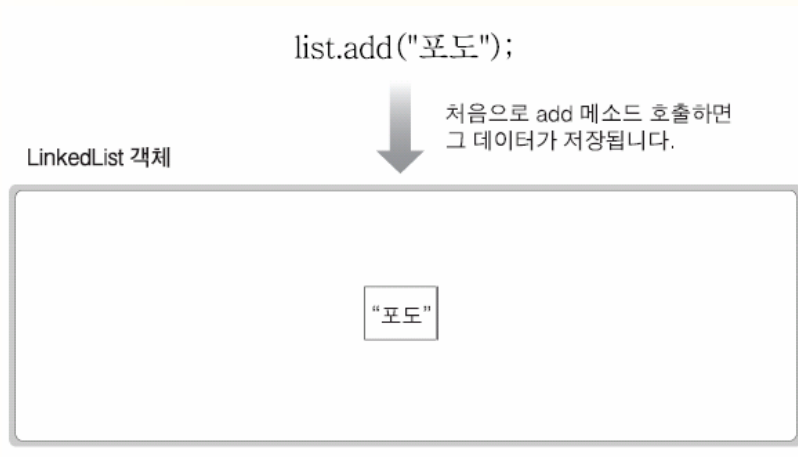 list.add("포도");
처음으로 add 메소드 호출하면
그 데이터가 저장됩니다.
LinkedList 객체
“포도”